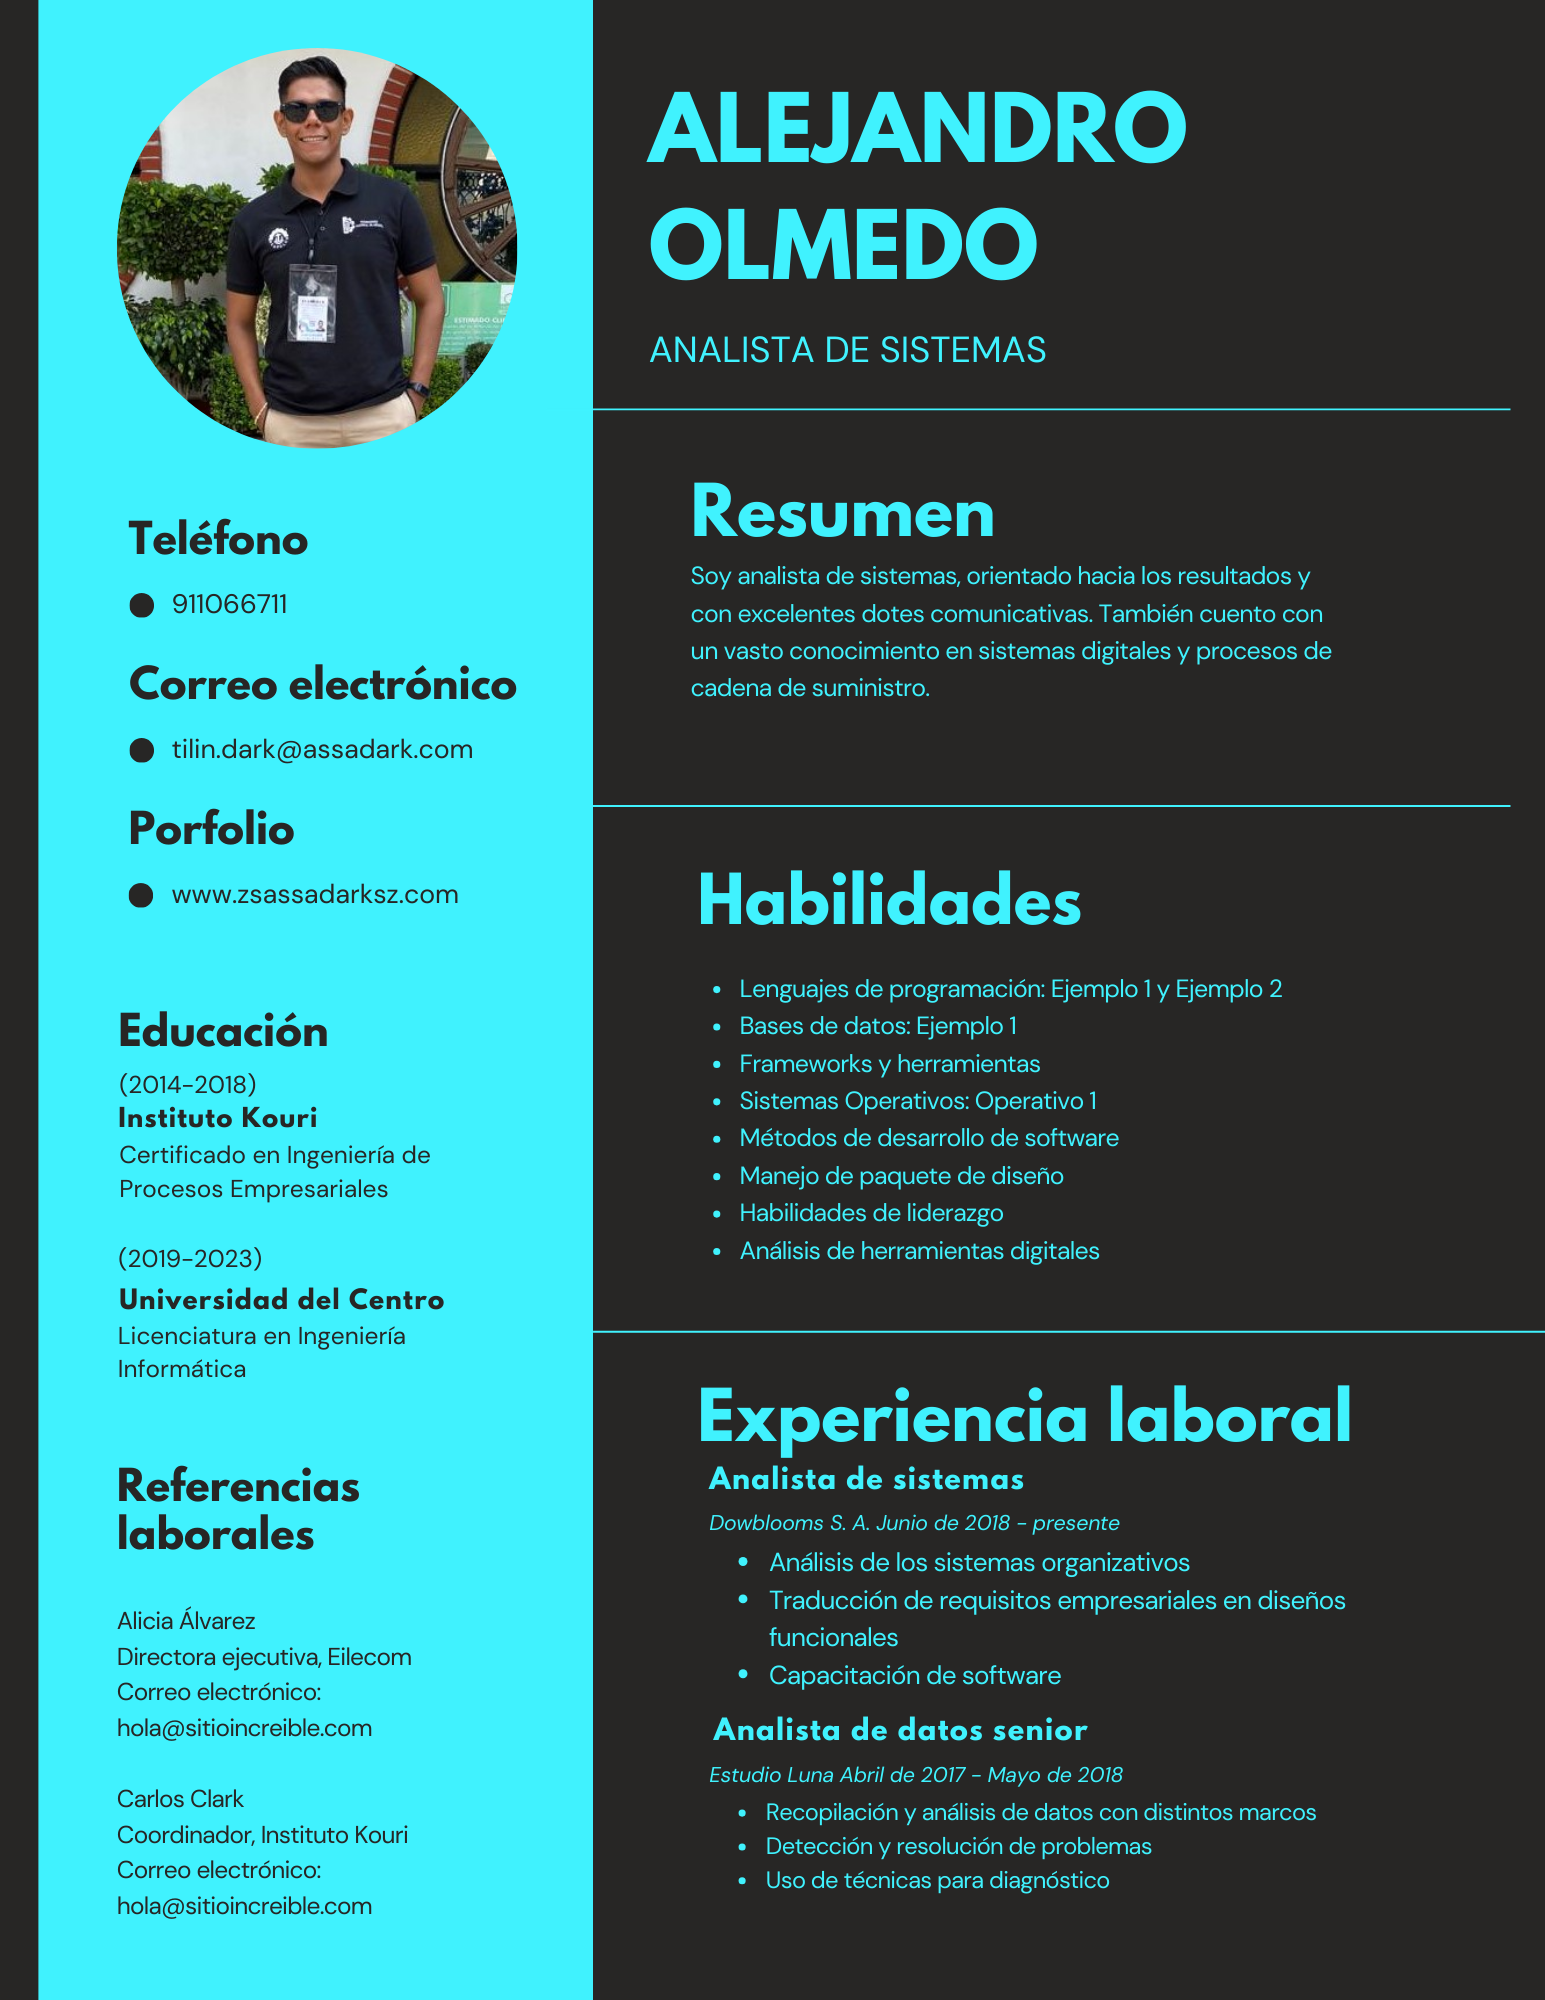 ALEJANDRO
OLMEDO
ANALISTA DE SISTEMAS
ESTIMADO CLI
Teléfono
911066711
Correo electrónico
tilin.dark@assadark.com
Porfolio
www.zsassadarksz.com
Educación
(2014-2018)
Instituto Kouri
Certificado en Ingeniería de
Procesos Empresariales
(2019-2023)
Universidad del Centro
Licenciatura en Ingeniería
Informática
Referencias
laborales
Alicia Álvarez
Directora ejecutiva, Eilecom
Correo electrónico:
hola@sitioincreible.com
Carlos Clark
Coordinador, Instituto Kouri
Correo electrónico:
hola@sitioincreible.com
Resumen
Soy analista de sistemas, orientado hacia los resultados y
con excelentes dotes comunicativas. También cuento con
un vasto conocimiento en sistemas digitales y procesos de
cadena de suministro.
Habilidades
• Lenguajes de programación: Ejemplo 1 y Ejemplo 2
• Bases de datos: Ejemplo 1
• Frameworks y herramientas
• Sistemas Operativos: Operativo 1
• Métodos de desarrollo de software
• Manejo de paquete de diseño
• Habilidades de liderazgo
• Análisis de herramientas digitales
Experiencia laboral
Analista de sistemas
Dowblooms S. A. Junio de 2018 - presente
• Análisis de los sistemas organizativos
• Traducción de requisitos empresariales en diseños
funcionales
• Capacitación de software
Analista de datos senior
Estudio Luna Abril de 2017 - Mayo de 2018
• Recopilación y análisis de datos con distintos marcos
• Detección y resolución de problemas
• Uso de técnicas para diagnóstico